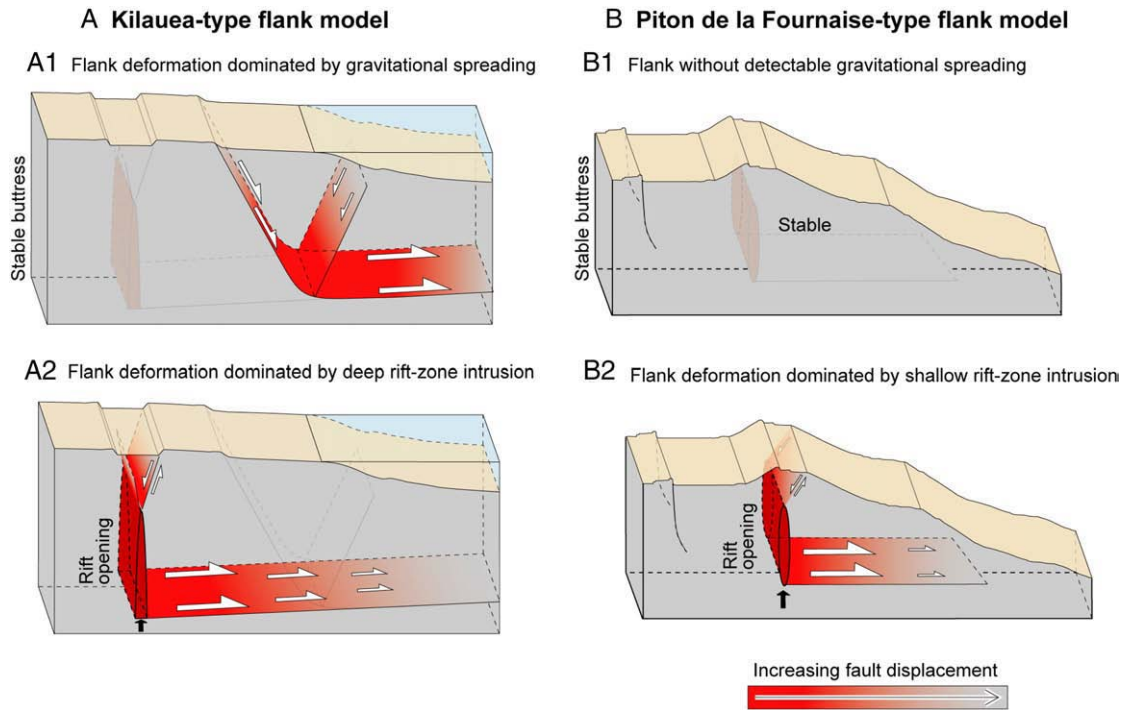 A Kilauea-type flank model
B Piton de la Fournaise-type flank model
A1 Flank deformation dominated by gravitational spreading
B1 Flank without detectable gravitational spreading
Stable buttress
Stable buttress
Stable
A2 Flank deformation dominated by deep rift-zone intrusion
B2 Flank deformation dominated by shallow rift-zone intrusion
Rift
opening
Rift
opening
Increasing fault displacement